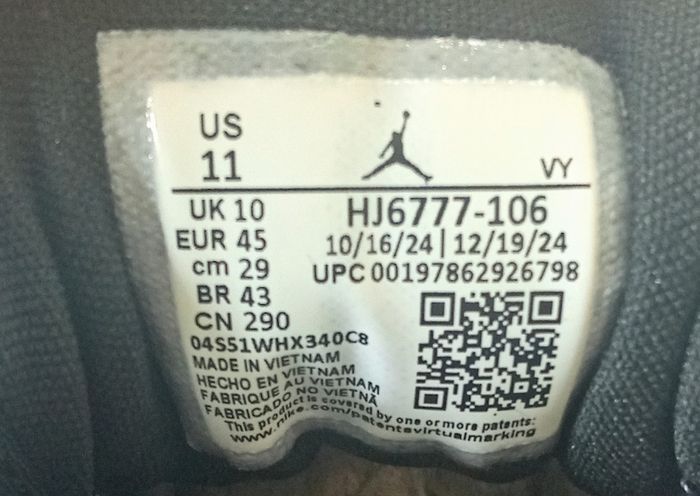 US
11
VY
UK 10
EUR 45
cm 29
BR 43
CN 290
HJ6777-106
10/16/24 | 12/19/24
UPC 00197862926798
04S51WHX340C8
MADE IN VIETNAM
HECHO EN VIETNAM
FABRIQUE AU VIETNAM
FABRICADO NO VIETNÃ
This product is covered by one or more patents:
www.nike.com/patentsvirtualmarking